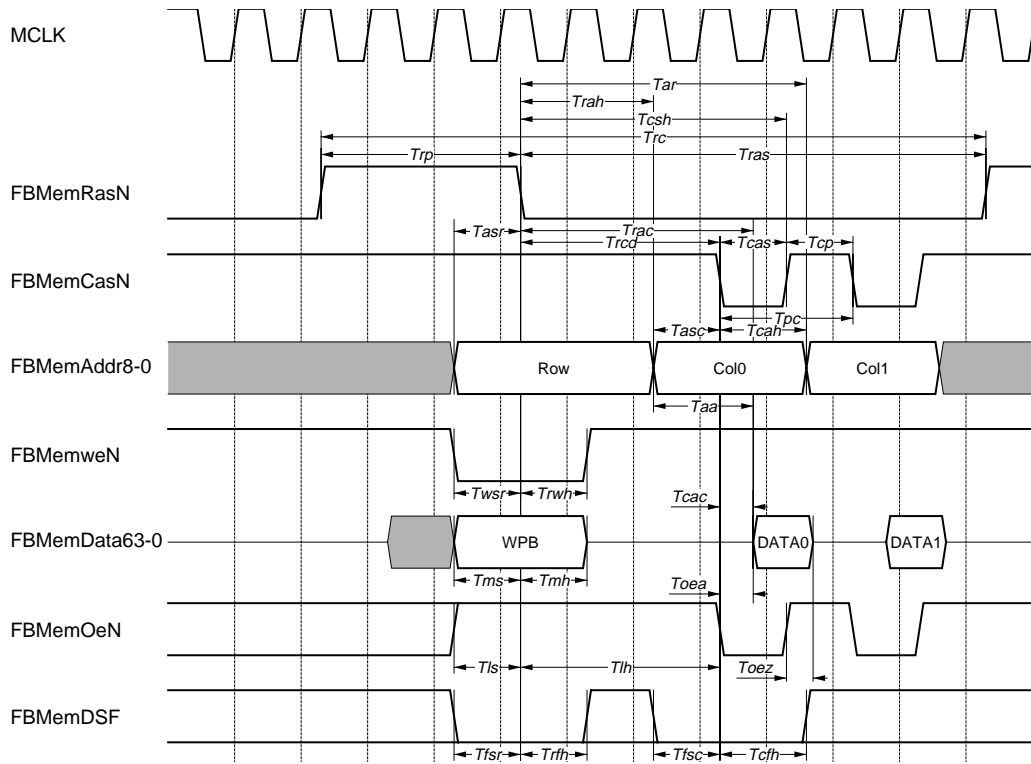 MCLK
Tar
Trah
Tcsh
Trc
Trp
Tras
FBMemRasN
Tasr
Trac
Trcd
Tcas
Tcp
FBMemCasN
Tpc
Tasc
Tcah
FBMemAddr8-0
Row
Col0
Col1
Taa
FBMemweN
Twsr
Trwh
Tcac
FBMemData63-0
WPB
DATA0
DATA1
Tms
Tmh
Toea
FBMemOeN
Tls
Tlh
Toez
FBMemDSF
Tfsr
Trfh
Tfsc
Tcfh